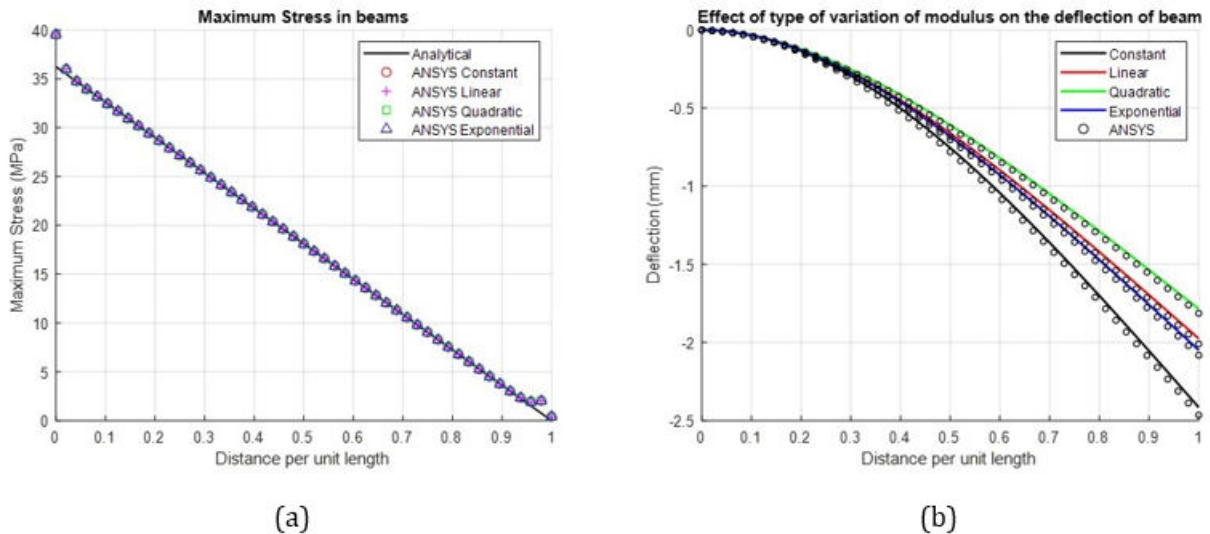 Maximum Stress in beams
40
35
30
25
20
15
10
5
0
Maximum Stress (MPa)
Analytical
ANSYS Constant
ANSYS Linear
ANSYS Quadratic
ANSYS Exponential
0 0.1 0.2 0.3 0.4 0.5 0.6 0.7 0.8 0.9 1
Distance per unit length
(a)
Effect of type of variation of modulus on the deflection of beam
0
-0.5
-1
-1.5
-2
-2.5
Deflection (mm)
Constant
Linear
Quadratic
Exponential
ANSYS
0 0.1 0.2 0.3 0.4 0.5 0.6 0.7 0.8 0.9 1
Distance per unit length
(b)